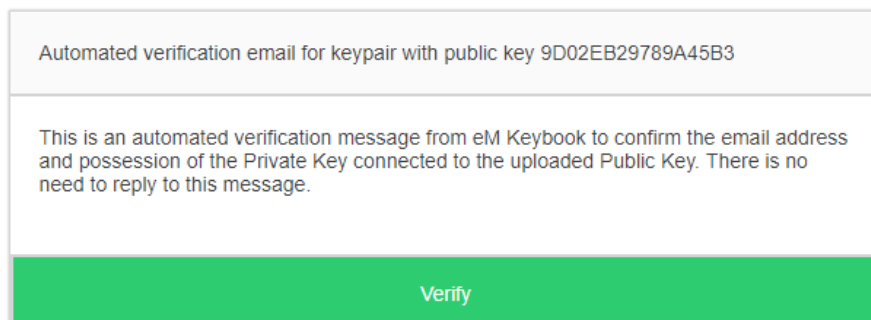 Automated verification email for keypair with public key 9D02EB29789A45B3
This is an automated verification message from eM Keybook to confirm the email address
and possession of the Private Key connected to the uploaded Public Key. There is no
need to reply to this message.
Verify